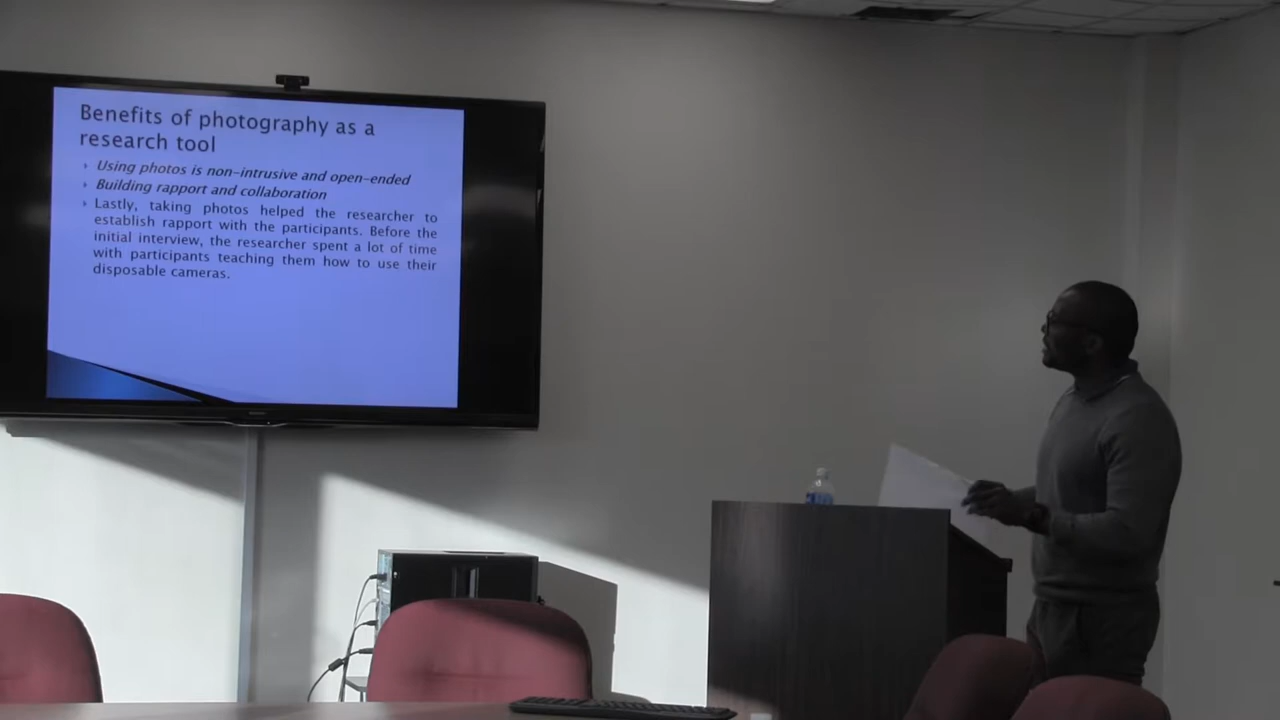 Benefits of photography as a
research tool
Using photos is non-intrusive and open-ended
Building rapport and collaboration
Lastly, taking photos helped the researcher to
establish rapport with the participants. Before the
initial interview, the researcher spent a lot of time
with participants teaching them how to use their
disposable cameras.